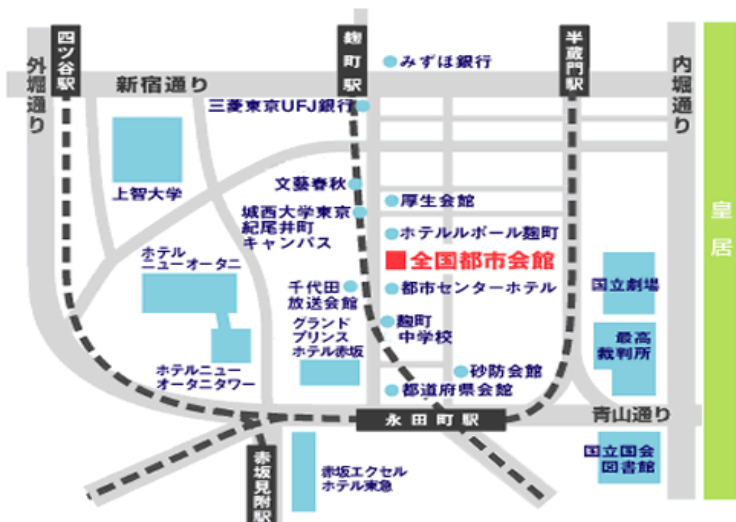 四ツ谷駅
麹町駅
半蔵門駅
外堀通り
新宿通り
みずほ銀行
内堀通り
三菱東京UFJ銀行
上智大学
文藝春秋
厚生会館
城西大学東京
紀尾井町
キャンパス
ホテルルポール麹町
皇居
ホテル
ニューオータニ
全国都市会館
千代田
放送会館
都市センターホテル
国立劇場
グランド
プリンス
ホテル赤坂
麹町
中学校
最高
裁判所
ホテルニュー
オータニタワー
砂防会館
都道府県会館
永田町駅
青山通り
赤坂見附駅
赤坂エクセル
ホテル東急
国立国会
図書館